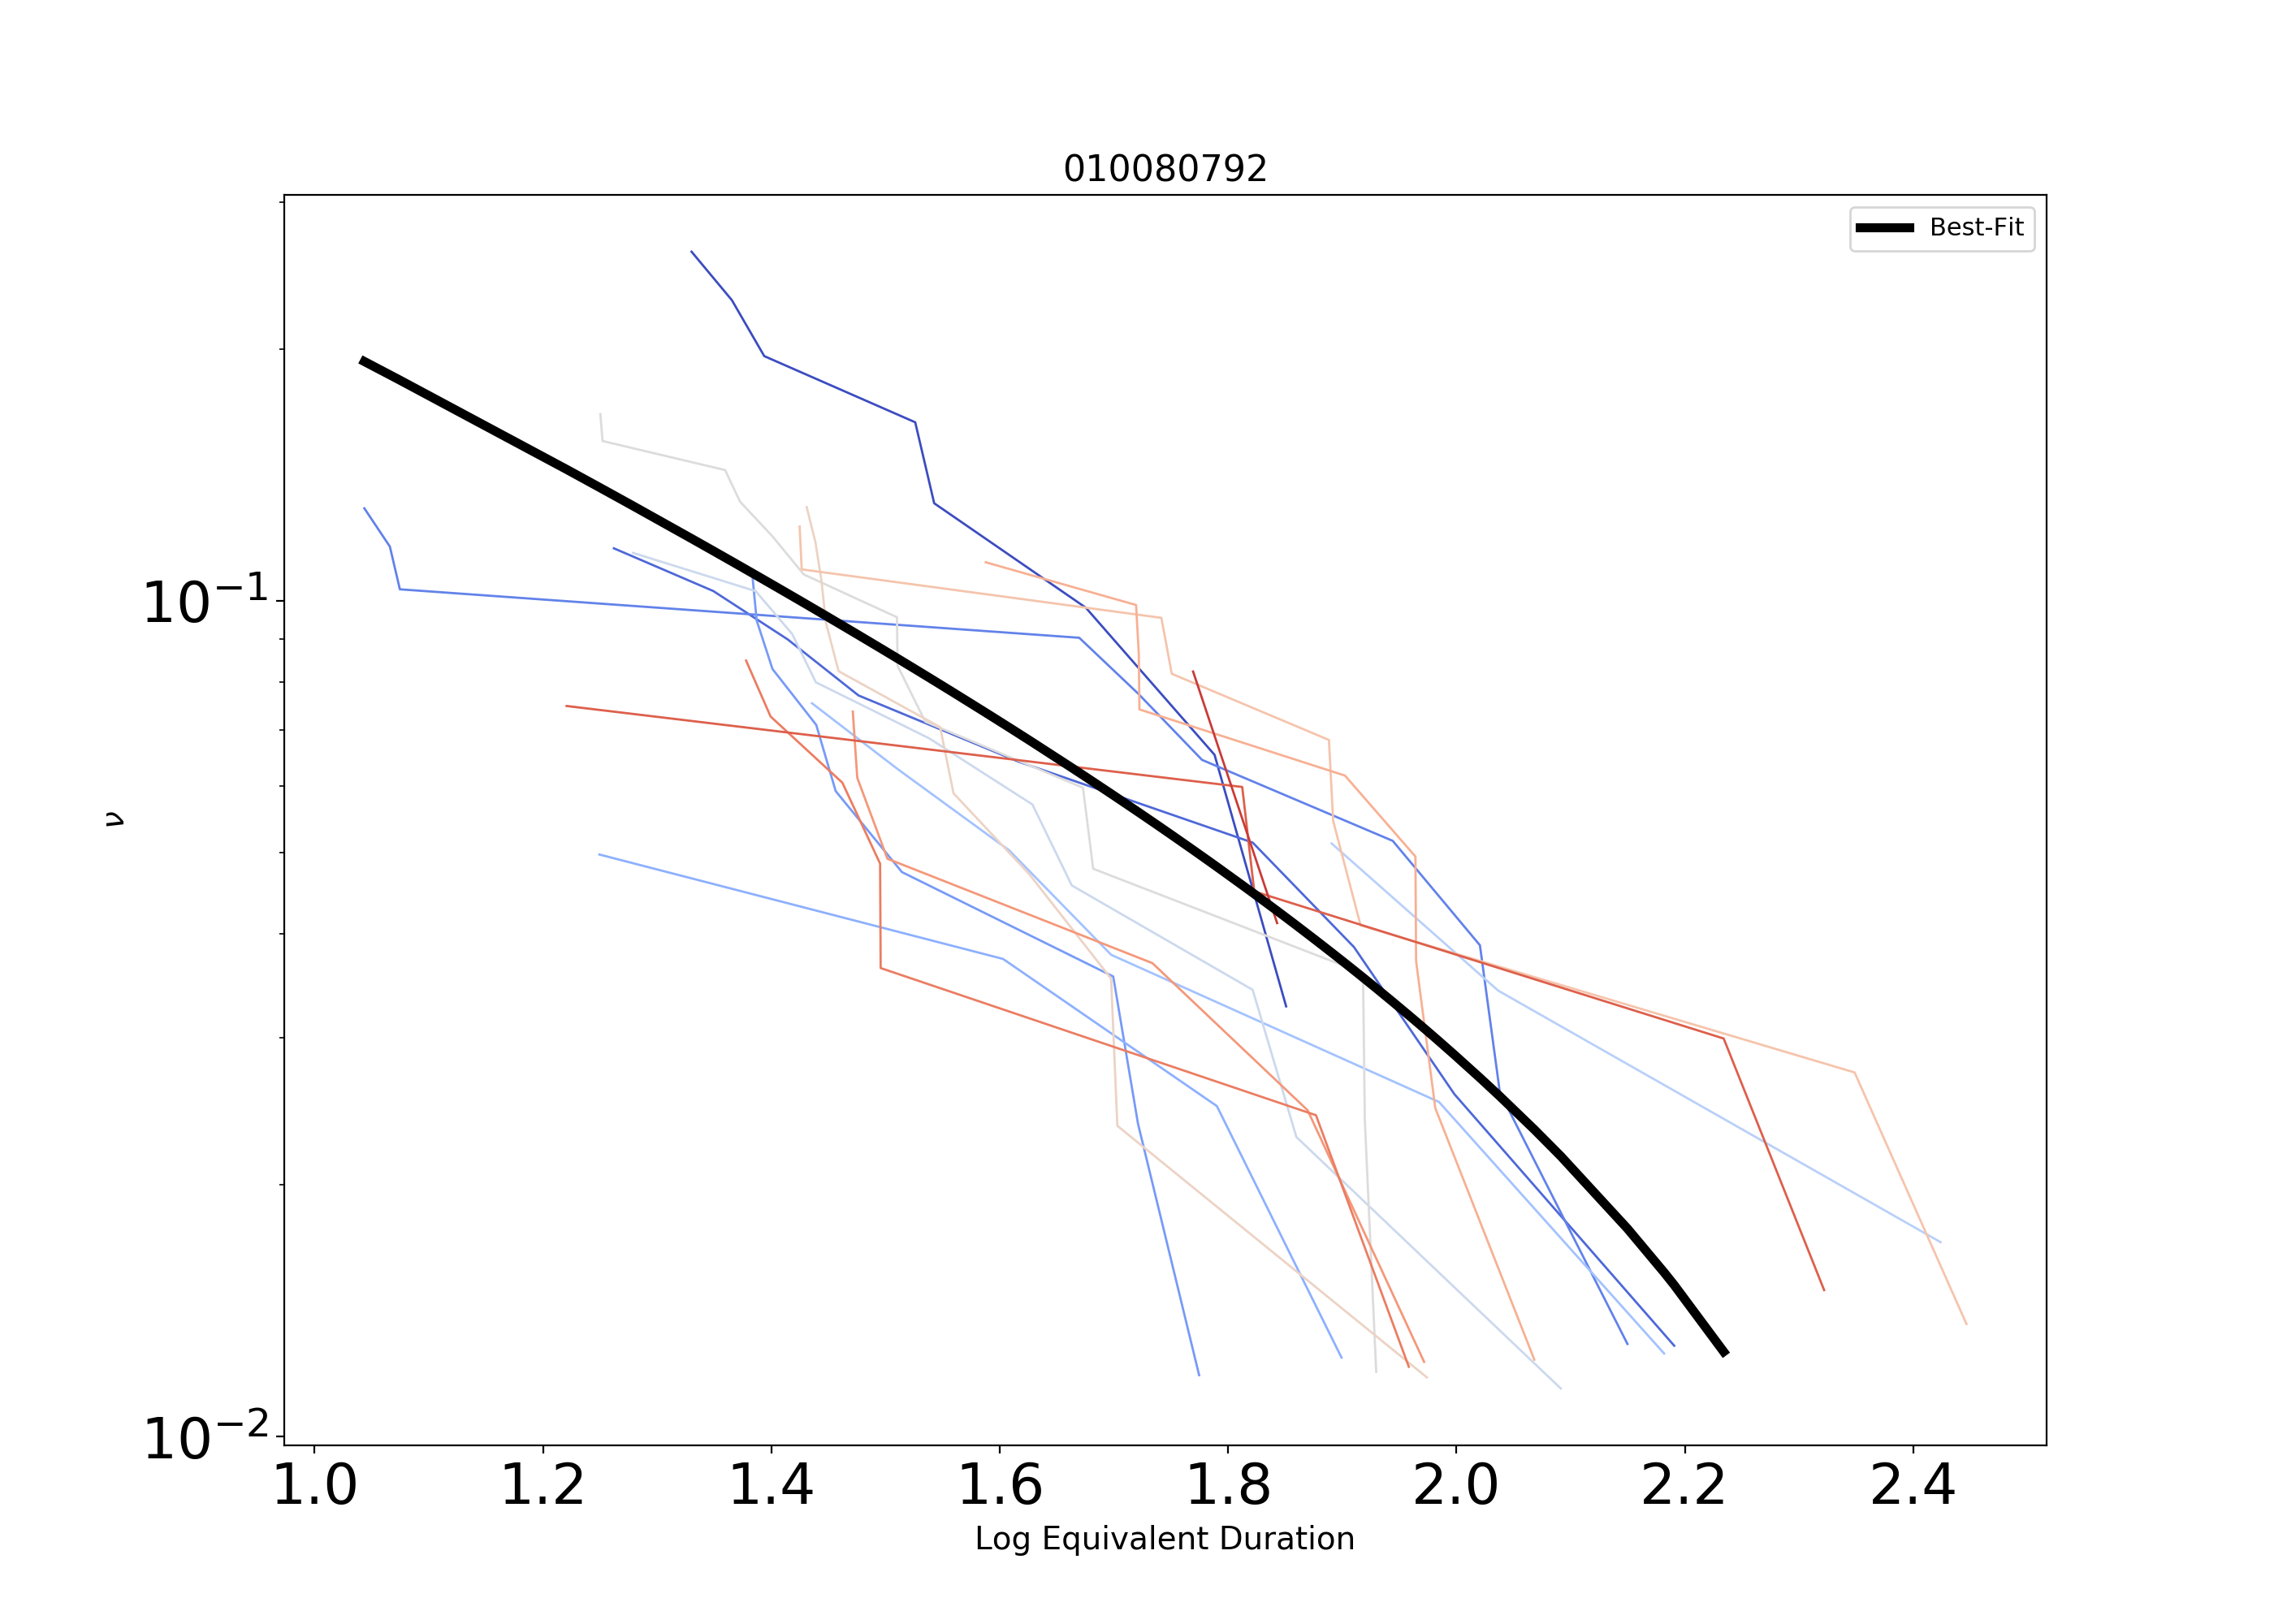 010080792
Best-Fit
10⁻¹
ν
10⁻²
1.0 1.2 1.4 1.6 1.8 2.0 2.2 2.4
Log Equivalent Duration